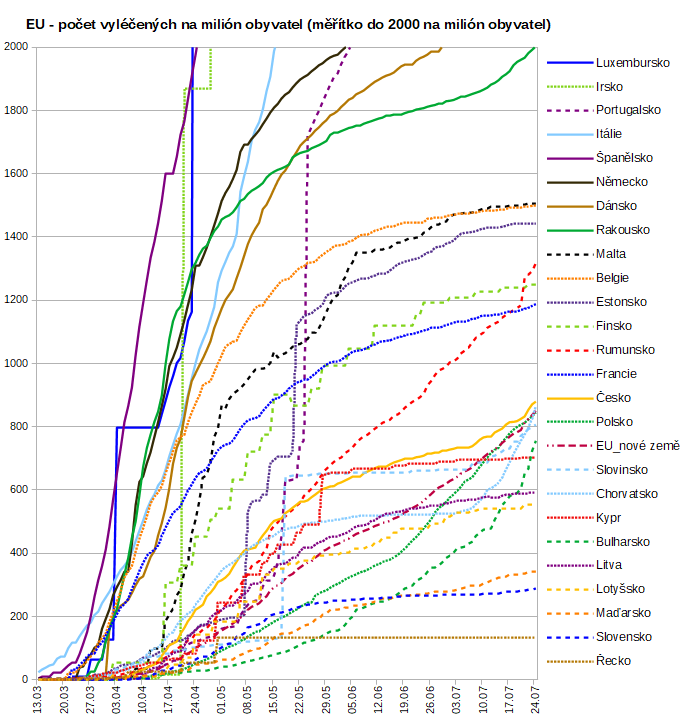 EU - počet vyléčených na milión obyvatel (měřítko do 2000 na milión obyvatel)
2000
1800
1600
1400
1200
1000
800
600
400
200
0
13.03
20.03
27.03
03.04
10.04
17.04
24.04
01.05
08.05
15.05
22.05
29.05
05.06
12.06
19.06
26.06
03.07
10.07
17.07
24.07
Luxembursko
Irsko
Portugalsko
Itálie
Španělsko
Německo
Dánsko
Rakousko
Malta
Belgie
Estonsko
Finsko
Rumunsko
Francie
Česko
Polsko
EU_nové země
Slovinsko
Chorvatsko
Kypr
Bulharsko
Litva
Lotyšsko
Maďarsko
Slovensko
Řecko